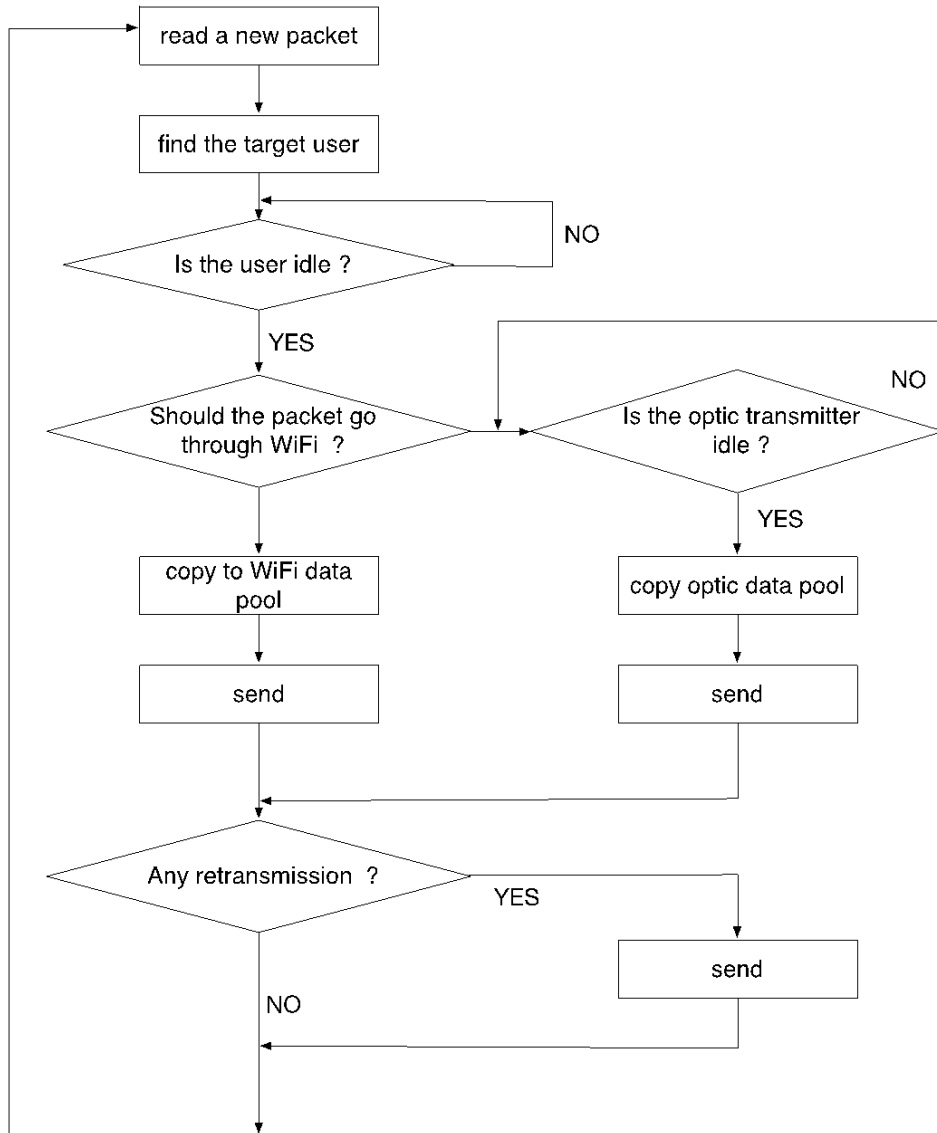 read a new packet
find the target user
NO
Is the user idle ?
YES
NO
Should the packet go
through WiFi ?
Is the optic transmitter
idle ?
YES
copy to WiFi data
pool
copy optic data pool
send
send
Any retransmission ?
YES
send
NO